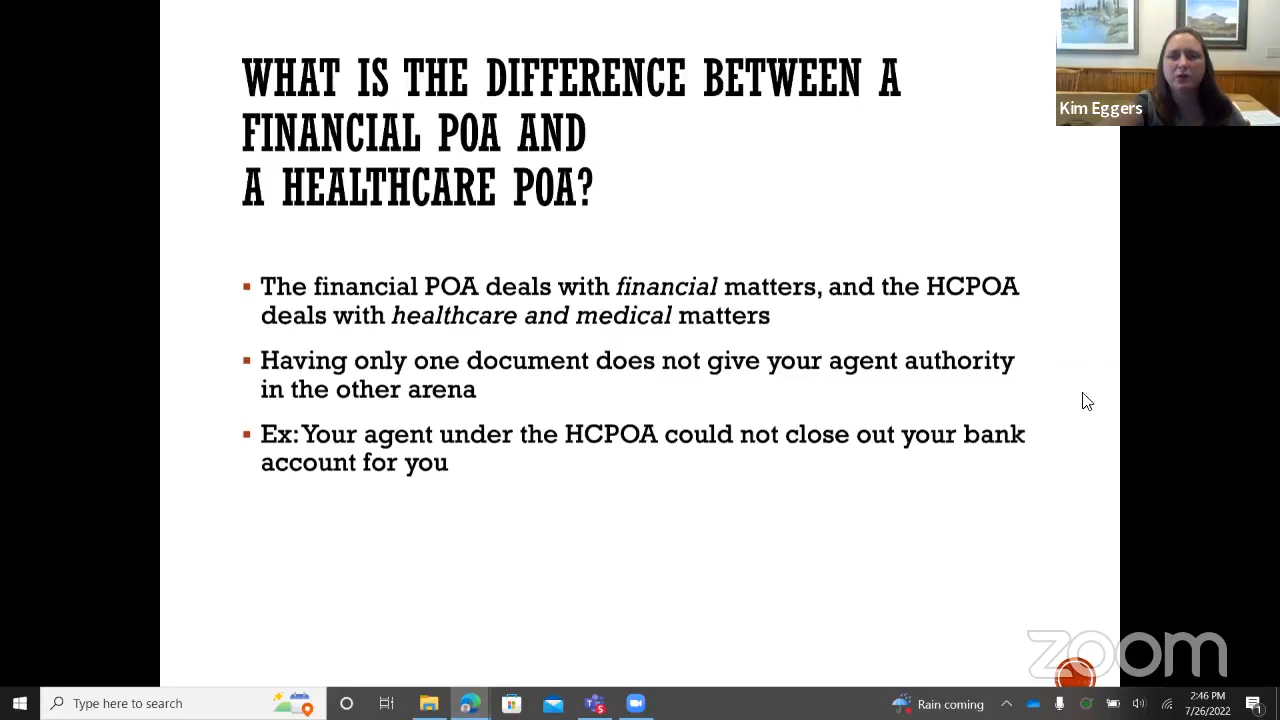 WHAT IS THE DIFFERENCE BETWEEN A
FINANCIAL POA AND
A HEALTHCARE POA?
Kim Eggers
▪ The financial POA deals with financial matters, and the HCPOA
deals with healthcare and medical matters
▪ Having only one document does not give your agent authority
in the other arena
▪ Ex: Your agent under the HCPOA could not close out your bank
account for you
zoom
Type here to search
Rain coming
2:46 PM
7/26/2022